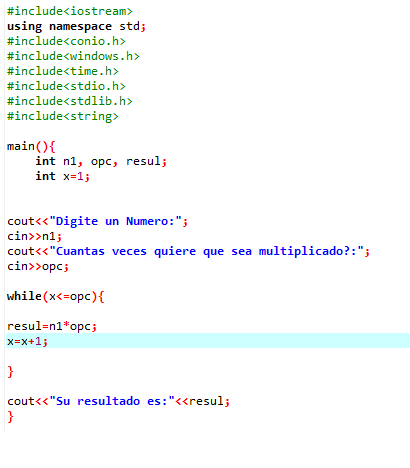 #include<iostream>
using namespace std;
#include<conio.h>
#include<windows.h>
#include<time.h>
#include<stdio.h>
#include<stdlib.h>
#include<string>
main(){
int n1, opc, resul;
int x=1;
cout<<"Digite un Numero:";
cin>>n1;
cout<<"Cuantas veces quiere que sea multiplicado?:";
cin>>opc;
while(x<=opc){
resul=n1*opc;
x=x+1;
}
cout<<"Su resultado es:"<<resul;
}